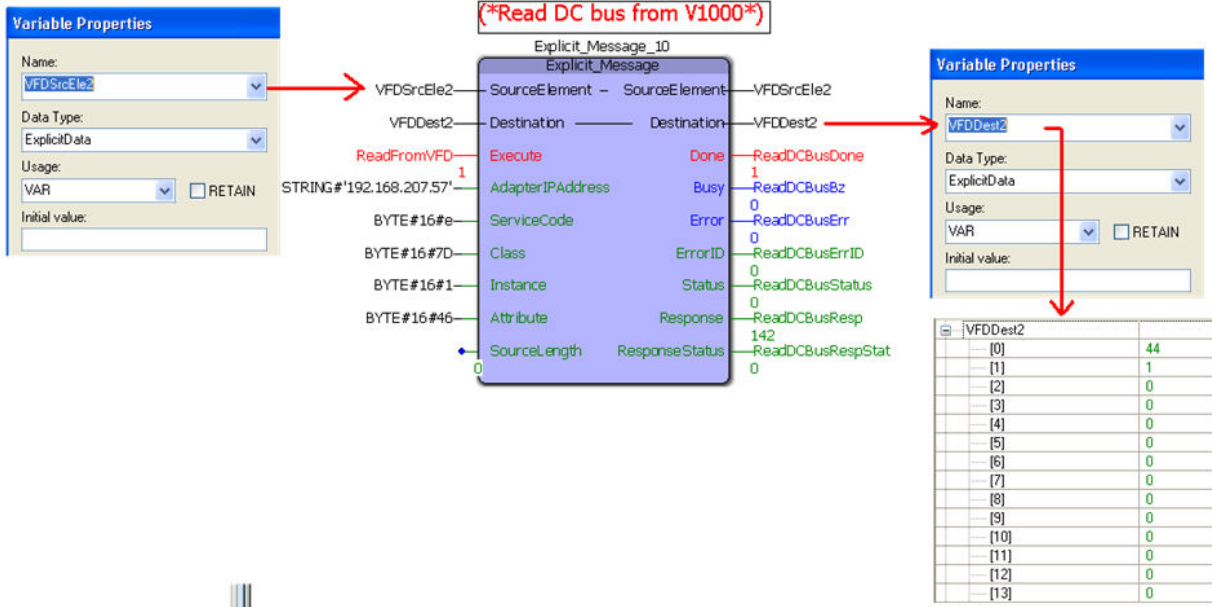 (*Read DC bus from V1000*)
Variable Properties
Name:
VFDSrcEle2
Data Type:
ExplicitData
Usage:
VAR
RETAIN
Initial value:
Explicit_Message_10
Explicit_Message
VFDSrcEle2 SourceElement – SourceElement VFDSrcEle2
VFDDest2 Destination Destination VFDDest2
ReadFromVFD Execute Done ReadDCBusDone
1 1
STRING#'192.168.207.57' AdapterIPAddress Busy ReadDCBusBz
0
BYTE#16#e ServiceCode Error ReadDCBusErr
0
BYTE#16#7D Class ErrorID ReadDCBusErrID
0
BYTE#16#1 Instance Status ReadDCBusStatus
0
BYTE#16#46 Attribute Response ReadDCBusResp
142
SourceLength ResponseStatus ReadDCBusRespStat
0 0
Variable Properties
Name:
VFDDest2
Data Type:
ExplicitData
Usage:
VAR
RETAIN
Initial value:
VFDDest2
[0] 44
[1] 1
[2] 0
[3] 0
[4] 0
[5] 0
[6] 0
[7] 0
[8] 0
[9] 0
[10] 0
[11] 0
[12] 0
[13] 0